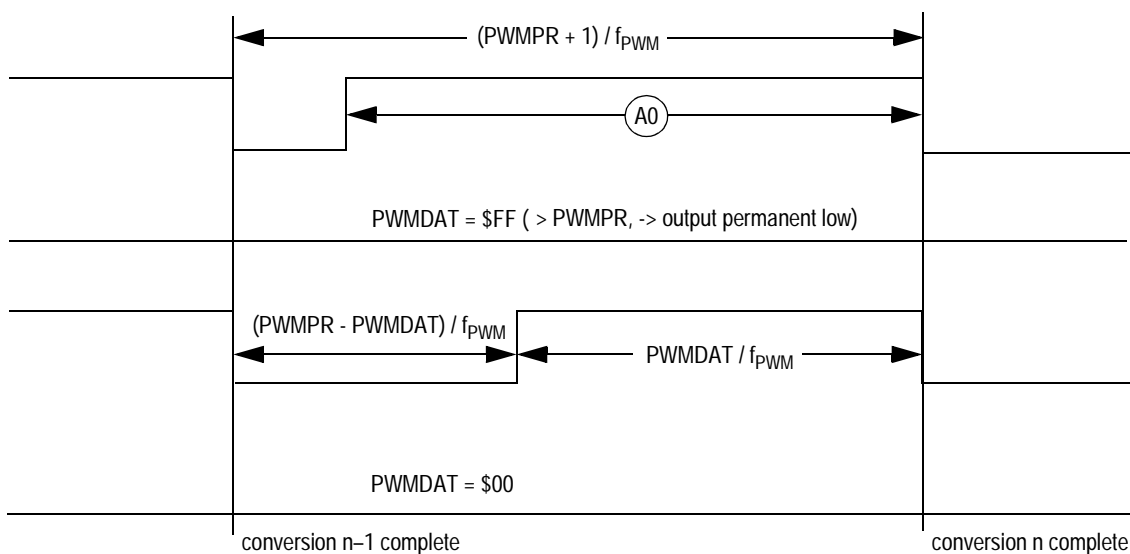 (PWMPR + 1) / fPWM
A0
PWMDAT = $FF ( > PWMPR, -> output permanent low)
(PWMPR - PWMDAT) / fPWM
PWMDAT / fPWM
PWMDAT = $00
conversion n–1 complete
conversion n complete